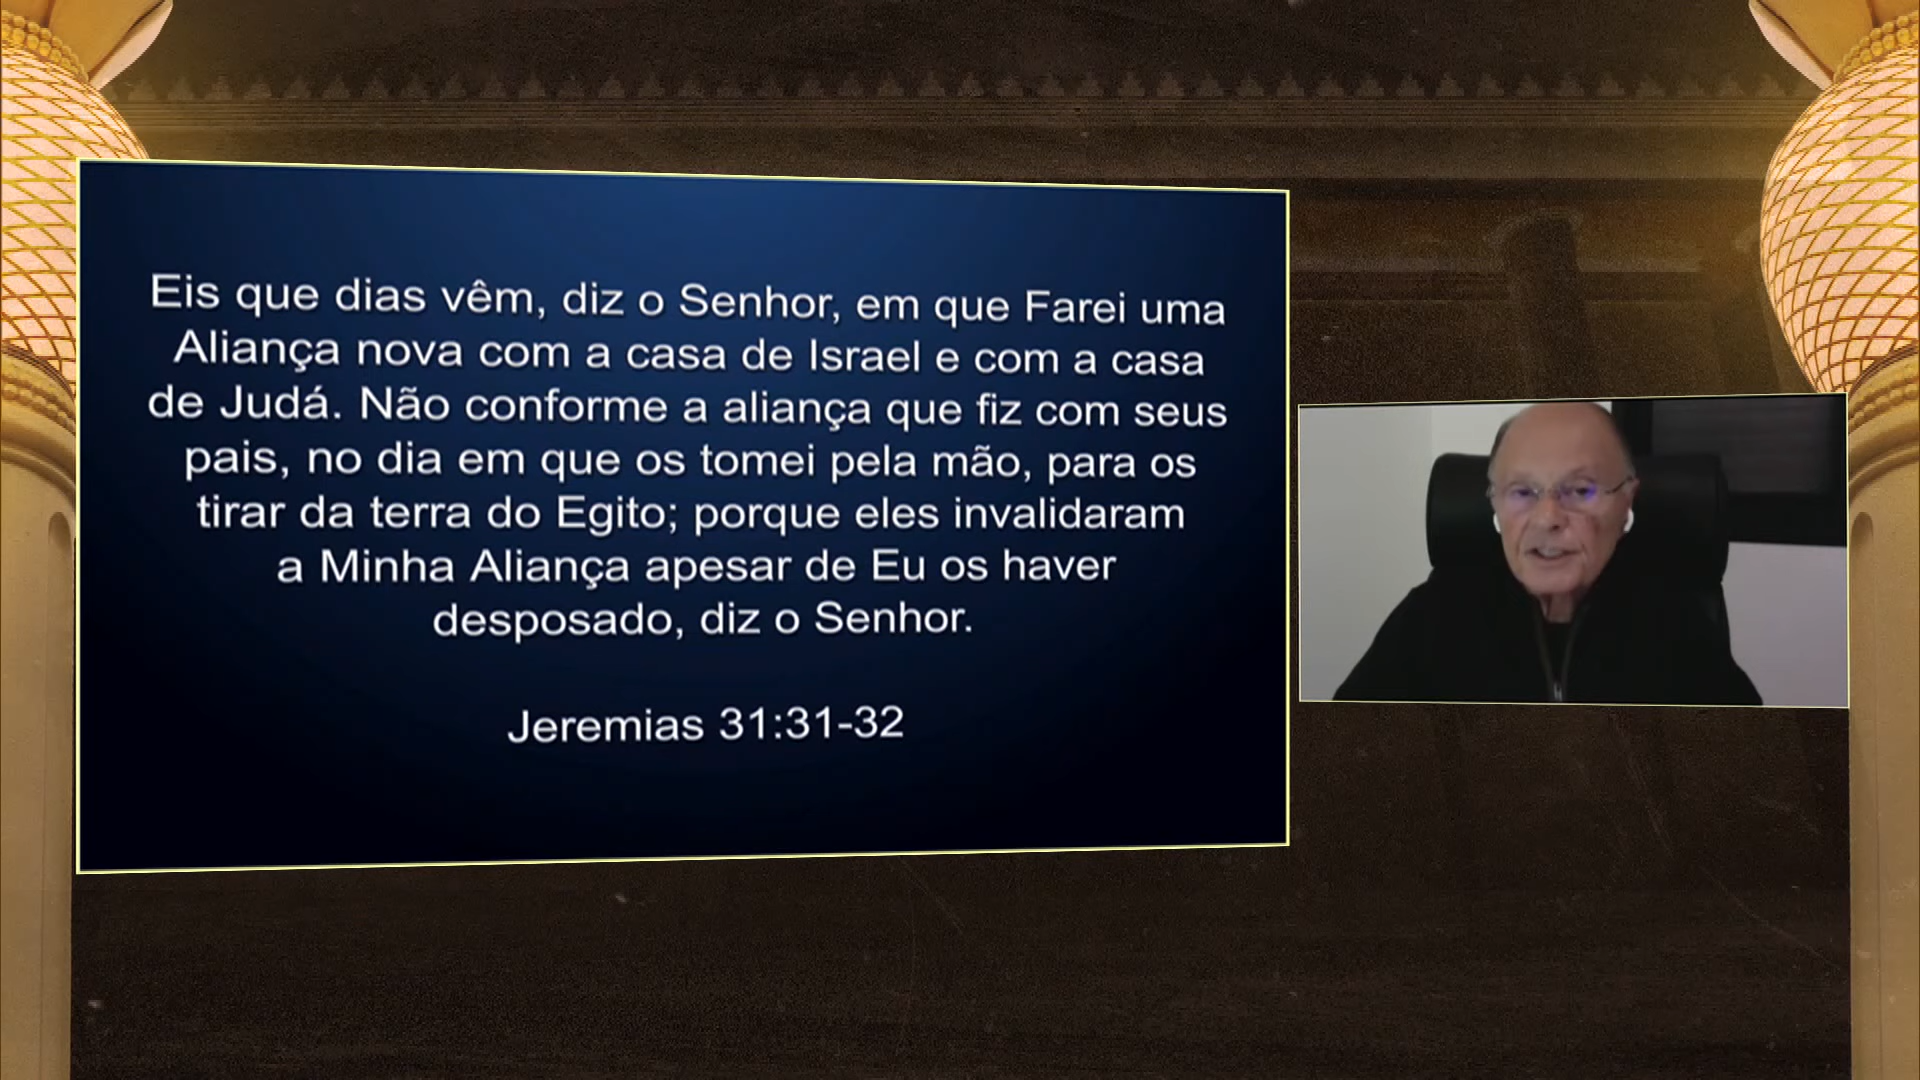 Eis que dias vêm, diz o Senhor, em que Farei uma
Aliança nova com a casa de Israel e com a casa
de Judá. Não conforme a aliança que fiz com seus
pais, no dia em que os tomei pela mão, para os
tirar da terra do Egito; porque eles invalidaram
a Minha Aliança apesar de Eu os haver
desposado, diz o Senhor.
Jeremias 31:31-32